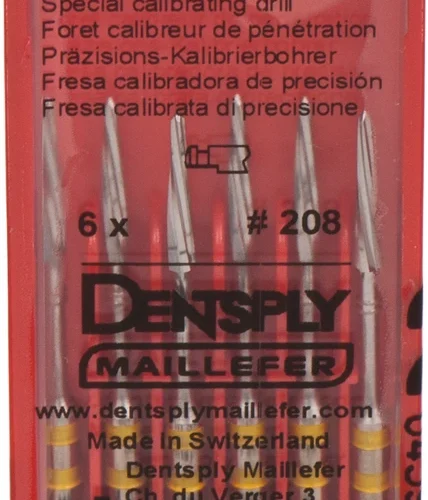 Special calibrating drill
Foret calibreur de pénétration
Präzisions-Kalibrierbohrer
Fresa calibradora de precisión
Fresa calibrata di precisione
6 x # 208
DENTSPLY
MAILLEFER
www.dentsplymaillefer.com
Made in Switzerland
Dentsply Maillefer
Ch. du Verger 3